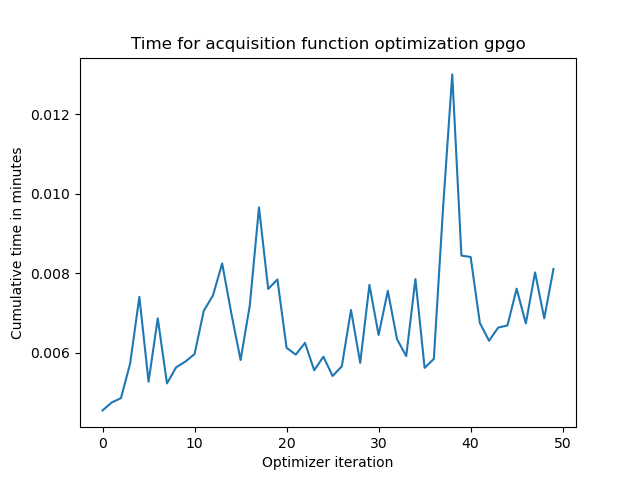 Time for acquisition function optimization gpgo
Cumulative time in minutes
0.012
0.010
0.008
0.006
0 10 20 30 40 50
Optimizer iteration